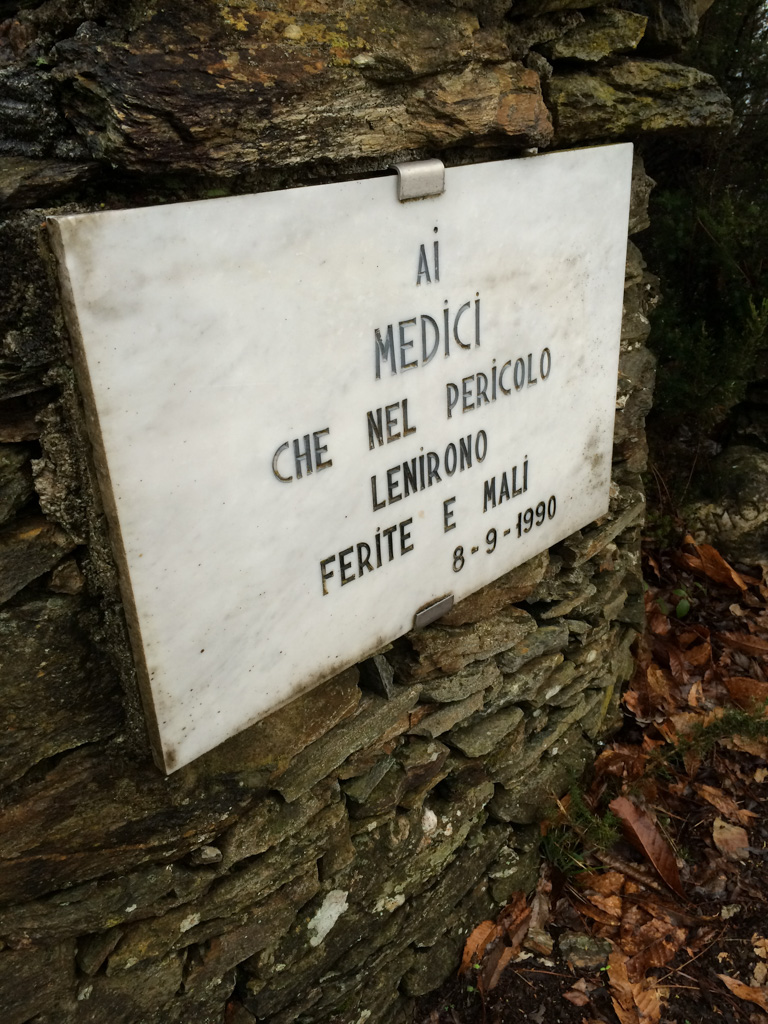 Ai
MEDiCi
CHE NEL PERiCOLO
LENiRONO
FERiTE E MALi
8-9-1990